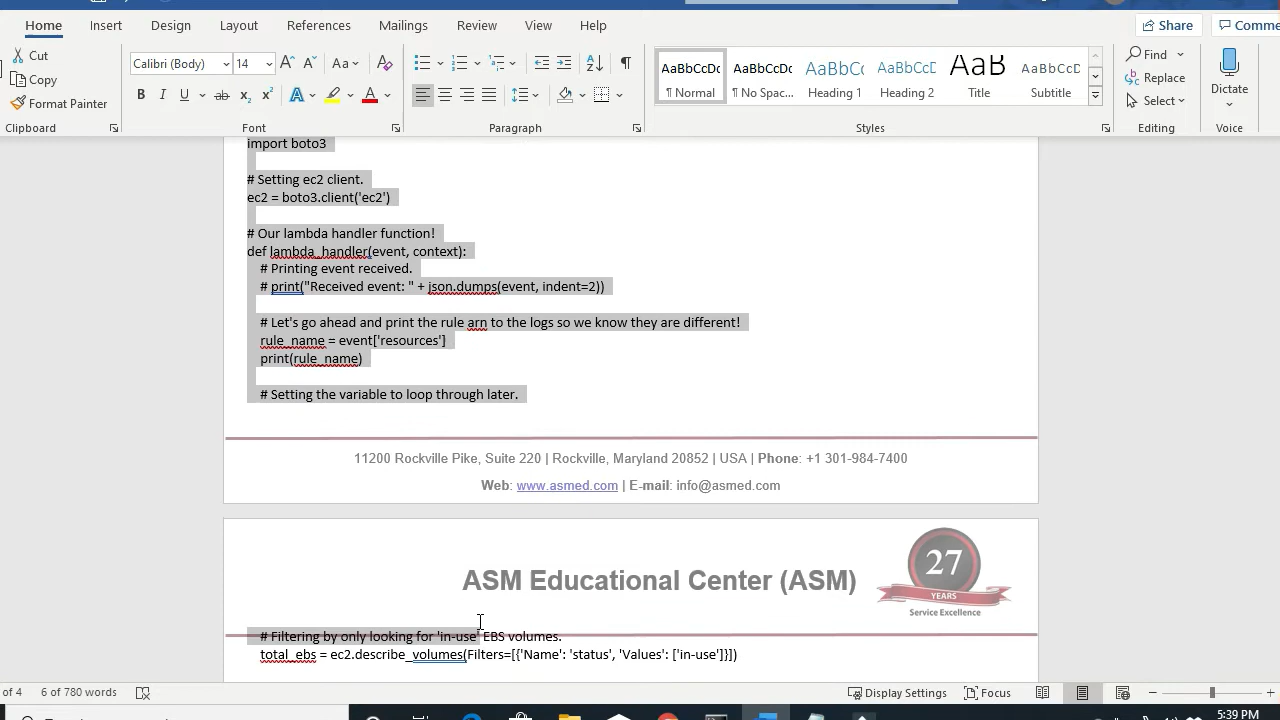 Home Insert Design Layout References Mailings Review View Help Share Comme
Cut
Copy
Format Painter
Calibri (Body) 14
Aa
AaBbCcDc AaBbCcDc AaBbCc AaBbCcD AaB AaBbCcD
¶ Normal ¶ No Spac... Heading 1 Heading 2 Title Subtitle
Find
Replace
Select
Dictate
Clipboard Font Paragraph Styles Editing Voice
import boto3
# Setting ec2 client.
ec2 = boto3.client('ec2')
# Our lambda handler function!
def lambda_handler(event, context):
# Printing event received.
# print("Received event: " + json.dumps(event, indent=2))
# Let's go ahead and print the rule arn to the logs so we know they are different!
rule_name = event['resources']
print(rule_name)
# Setting the variable to loop through later.
11200 Rockville Pike, Suite 220 | Rockville, Maryland 20852 | USA | Phone: +1 301-984-7400
Web: www.asmed.com | E-mail: info@asmed.com
ASM Educational Center (ASM)
27
YEARS
Service Excellence
# Filtering by only looking for 'in-use' EBS volumes.
total_ebs = ec2.describe_volumes(Filters=[{'Name': 'status', 'Values': ['in-use']}])
of 4 6 of 780 words Display Settings Focus
5:39 PM